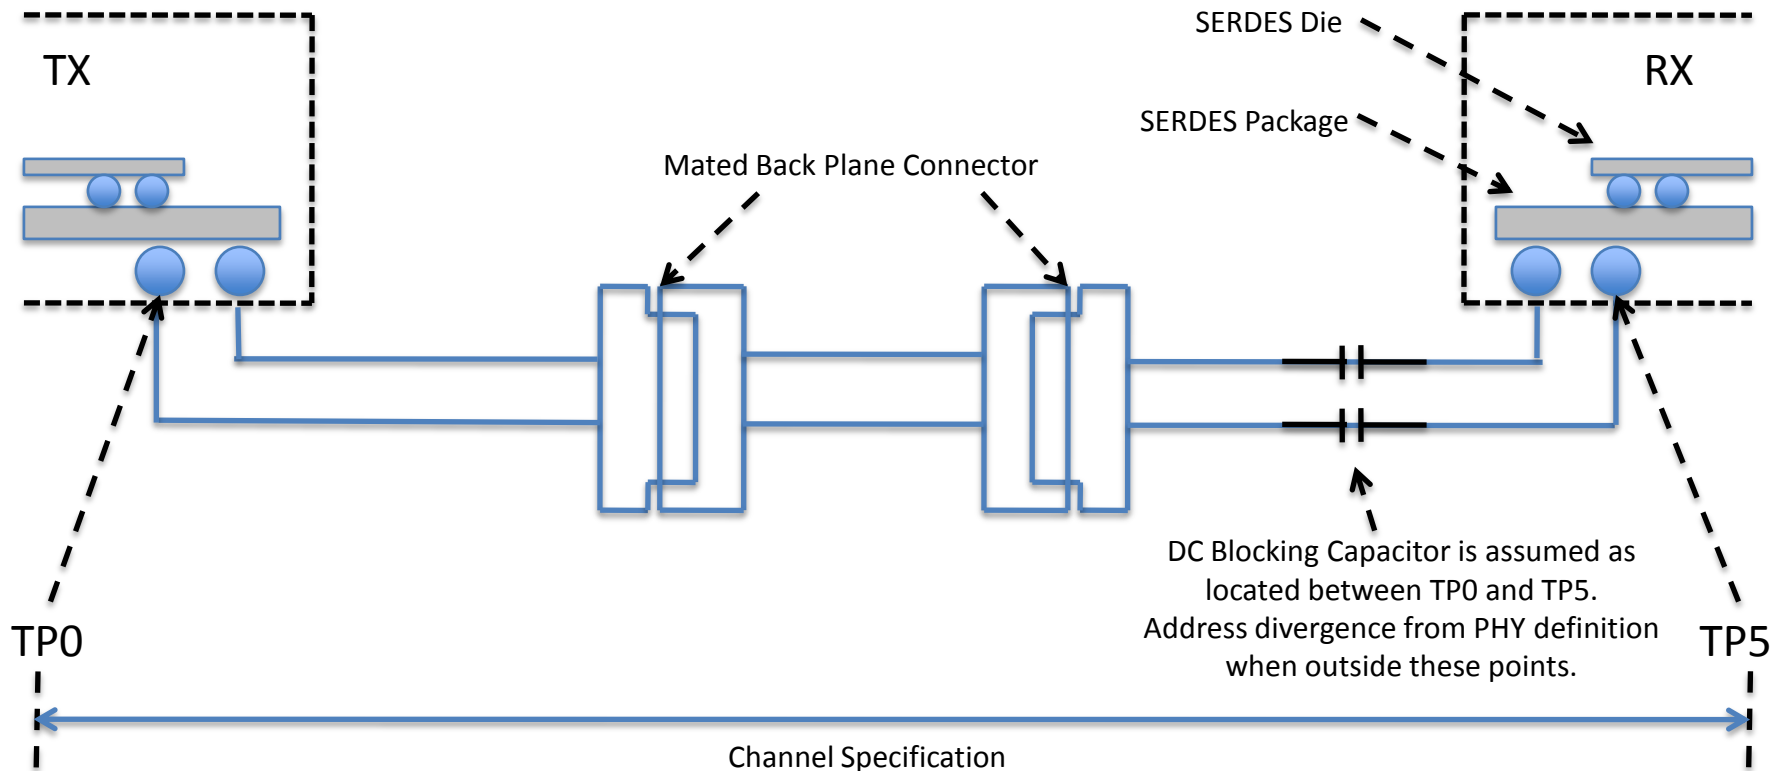 SERDES Die
TX
RX
SERDES Package
Mated Back Plane Connector
DC Blocking Capacitor is assumed as
located between TP0 and TP5.
Address divergence from PHY definition
when outside these points.
TP0
TP5
Channel Specification